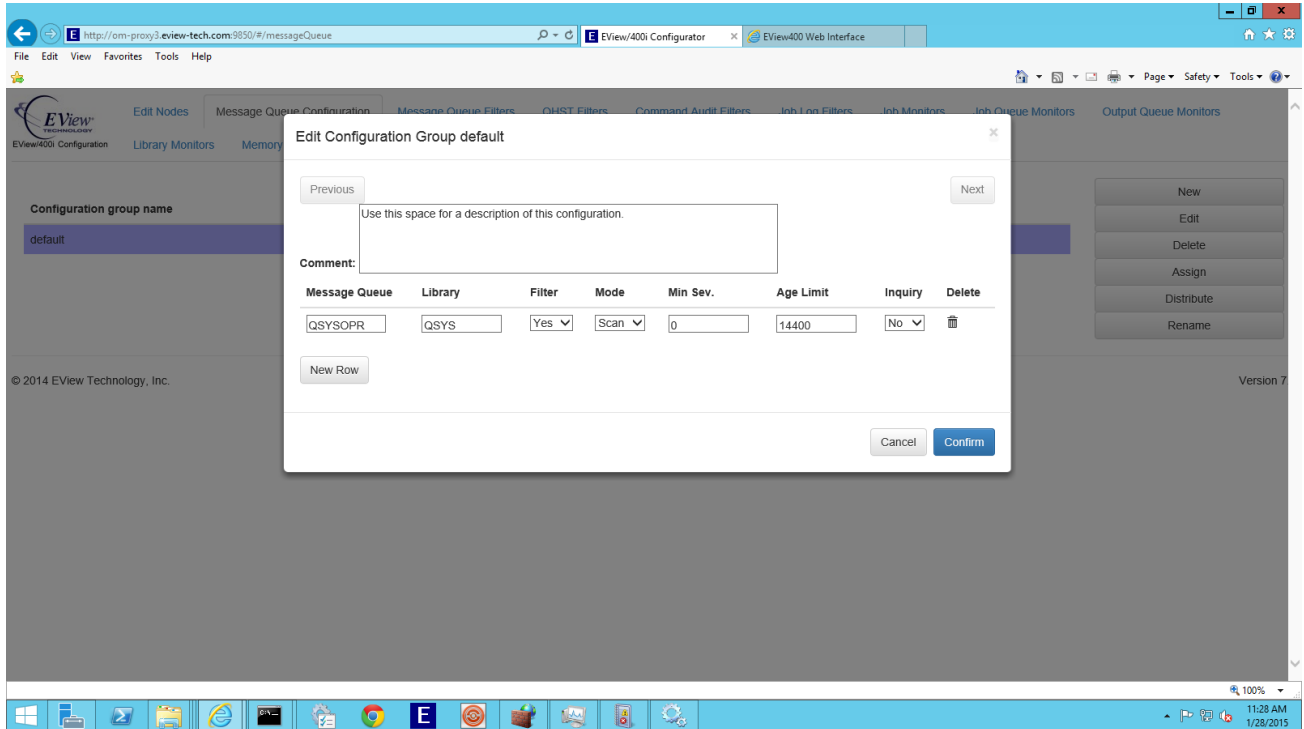 http://om-proxy3.eview-tech.com:9850/#/messageQueue
EView/400i Configurator
EView400 Web Interface
File Edit View Favorites Tools Help
Page Safety Tools
EView
TECHNOLOGY
EView/400i Configuration
Edit Nodes Message Queue Configuration Message Queue Filters QHST Filters Command Audit Filters Job Log Filters Job Monitors Job Queue Monitors Output Queue Monitors
Library Monitors Memory
Edit Configuration Group default
Previous Next
Use this space for a description of this configuration.
Comment:
Message Queue Library Filter Mode Min Sev. Age Limit Inquiry Delete
QSYSOPR QSYS Yes Scan 0 14400 No
New Row
Cancel Confirm
Configuration group name
default
New
Edit
Delete
Assign
Distribute
Rename
© 2014 EView Technology, Inc.
Version 7
100%
E
11:28 AM
1/28/2015